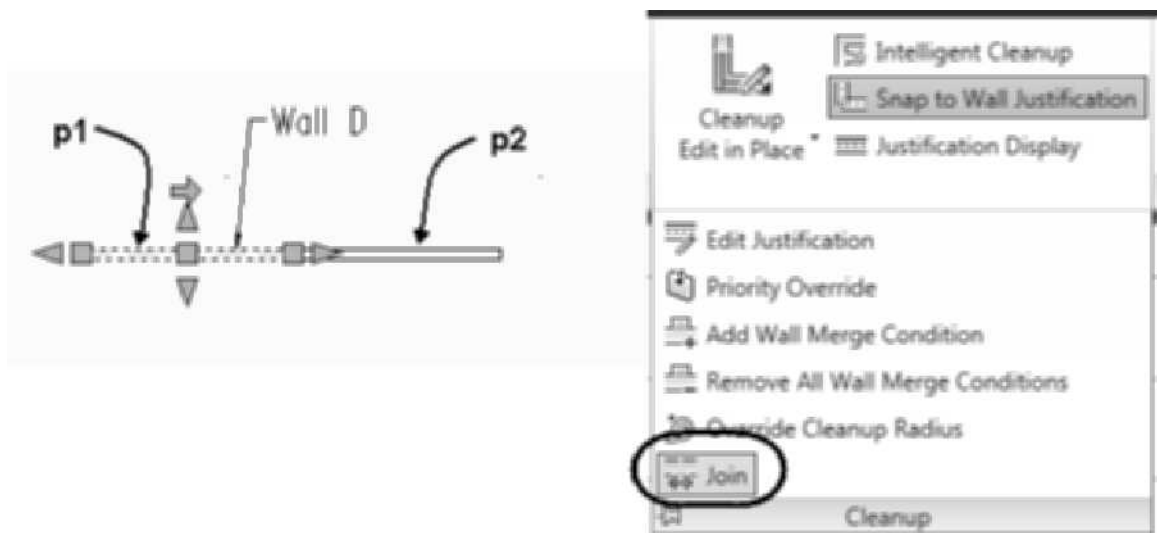 p1
Wall D
p2
Intelligent Cleanup
Snap to Wall Justification
Cleanup
Edit in Place
Justification Display
Edit Justification
Priority Override
Add Wall Merge Condition
Remove All Wall Merge Conditions
Override Cleanup Radius
Join
Cleanup